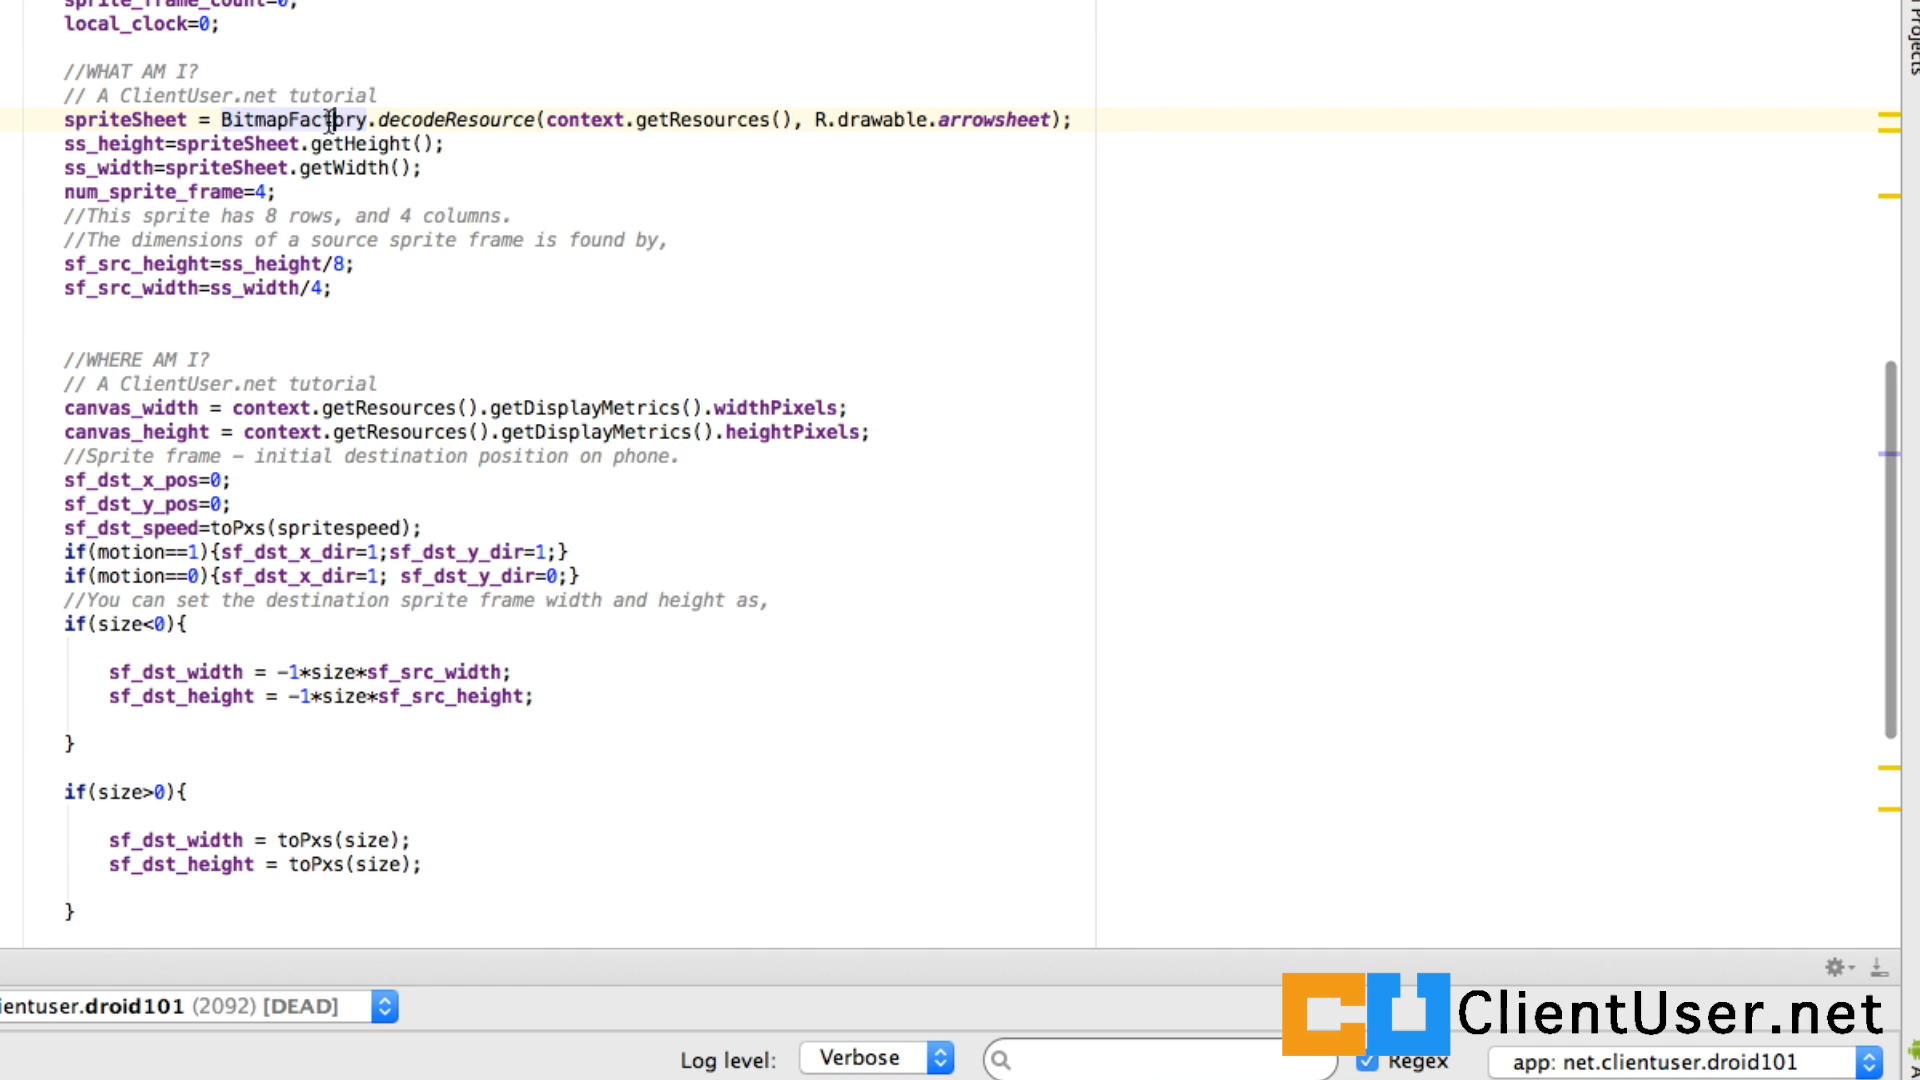 sprite_frame_count=0;
local_clock=0;
//WHAT AM I?
// A ClientUser.net tutorial
spriteSheet = BitmapFactory.decodeResource(context.getResources(), R.drawable.arrowsheet);
ss_height=spriteSheet.getHeight();
ss_width=spriteSheet.getWidth();
num_sprite_frame=4;
//This sprite has 8 rows, and 4 columns.
//The dimensions of a source sprite frame is found by,
sf_src_height=ss_height/8;
sf_src_width=ss_width/4;
//WHERE AM I?
// A ClientUser.net tutorial
canvas_width = context.getResources().getDisplayMetrics().widthPixels;
canvas_height = context.getResources().getDisplayMetrics().heightPixels;
//Sprite frame – initial destination position on phone.
sf_dst_x_pos=0;
sf_dst_y_pos=0;
sf_dst_speed=toPxs(spritespeed);
if(motion==1){sf_dst_x_dir=1;sf_dst_y_dir=1;}
if(motion==0){sf_dst_x_dir=1; sf_dst_y_dir=0;}
//You can set the destination sprite frame width and height as,
if(size<0){
sf_dst_width = -1*size*sf_src_width;
sf_dst_height = -1*size*sf_src_height;
}
if(size>0){
sf_dst_width = toPxs(size);
sf_dst_height = toPxs(size);
}
Projects
ientuser.droid101 (2092) [DEAD]
CU ClientUser.net
Log level: Verbose
Regex
app: net.clientuser.droid101